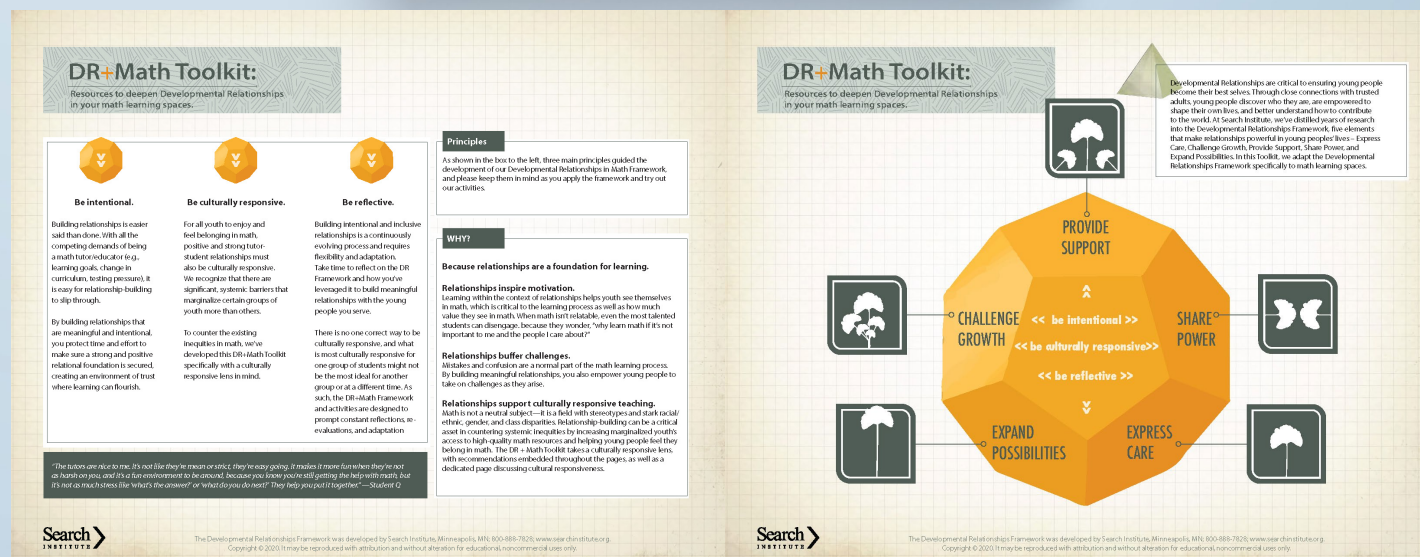 DR+Math Toolkit:
Resources to deepen Developmental Relationships
in your math learning spaces.
Be intentional.
Building relationships is easier
said than done. With all the
competing demands of being
a math tutor/educator (e.g.,
learning goals, change in
curriculum, testing pressure), it
is easy for relationship-building
to slip through.
By building relationships that
are meaningful and intentional,
you protect time and effort to
make sure a strong and positive
relational foundation is secured,
creating an environment of trust
where learning can flourish.
Be culturally responsive.
For all youth to enjoy and
feel belonging in math,
positive and strong tutor-
student relationships must
also be culturally responsive.
We recognize that there are
significant, systemic barriers that
marginalize certain groups of
youth more than others.
To counter the existing
inequities in math, we've
developed this DR+Math Toolkit
specifically with a culturally
responsive lens in mind.
Be reflective.
Building intentional and inclusive
relationships is a continuously
evolving process and requires
flexibility and adaptation.
Take time to reflect on the DR
Framework and how you've
leveraged it to build meaningful
relationships with the young
people you serve.
There is no one correct way to be
culturally responsive, and what
is most culturally responsive for
one group of students might not
be the most ideal for another
group or at a different time. As
such, the DR+Math Framework
and activities are designed to
prompt constant reflections, re-
evaluations, and adaptation
"The tutors are nice to me. It's not like they're mean or strict, they're easy going. It makes it more fun when they're not
as harsh on you, and it's a fun environment to be around, because you know you're still getting the help with math, but
it's not as much stress like 'what's the answer?' or 'what do you do next?' They help you put it together." —Student Q
Principles
As shown in the box to the left, three main principles guided the
development of our Developmental Relationships in Math Framework,
and please keep them in mind as you apply the framework and try out
our activities.
WHY?
Because relationships are a foundation for learning.
Relationships inspire motivation.
Learning within the context of relationships helps youth see themselves
in math, which is critical to the learning process as well as how much
value they see in math. When math isn't relatable, even the most talented
students can disengage, because they wonder, "why learn math if it's not
important to me and the people I care about?"
Relationships buffer challenges.
Mistakes and confusion are a normal part of the math learning process.
By building meaningful relationships, you also empower young people to
take on challenges as they arise.
Relationships support culturally responsive teaching.
Math is not a neutral subject—it is a field with stereotypes and stark racial/
ethnic, gender, and class disparities. Relationship-building can be a critical
asset in countering systemic inequities by increasing marginalized youth's
access to high-quality math resources and helping young people feel they
belong in math. The DR + Math Toolkit takes a culturally responsive lens,
with recommendations embedded throughout the pages, as well as a
dedicated page discussing cultural responsiveness.
Search
INSTITUTE
The Developmental Relationships Framework was developed by Search Institute, Minneapolis, MN; 800-888-7828; www.searchinstitute.org.
Copyright © 2020. It may be reproduced with attribution and without alteration for educational, noncommercial uses only.
DR+Math Toolkit:
Resources to deepen Developmental Relationships
in your math learning spaces.
Developmental Relationships are critical to ensuring young people
become their best selves. Through close connections with trusted
adults, young people discover who they are, are empowered to
shape their own lives, and better understand how to contribute
to the world. At Search Institute, we've distilled years of research
into the Developmental Relationships Framework, five elements
that make relationships powerful in young peoples' lives – Express
Care, Challenge Growth, Provide Support, Share Power, and
Expand Possibilities. In this Toolkit, we adapt the Developmental
Relationships Framework specifically to math learning spaces.
PROVIDE
SUPPORT
CHALLENGE
GROWTH
SHARE
POWER
<< be intentional >>
<< be culturally responsive>>
<< be reflective >>
EXPAND
POSSIBILITIES
EXPRESS
CARE
Search
INSTITUTE
The Developmental Relationships Framework was developed by Search Institute, Minneapolis, MN; 800-888-7828; www.searchinstitute.org.
Copyright © 2020. It may be reproduced with attribution and without alteration for educational, noncommercial uses only.